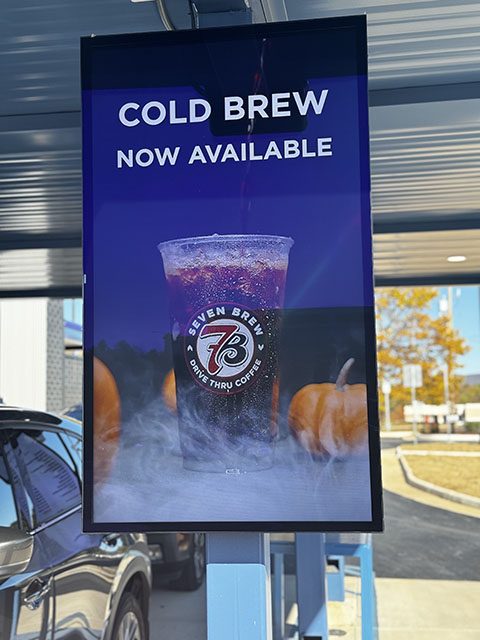 COLD BREW
NOW AVAILABLE
SEVEN BREW
7B
DRIVE THRU COFFEE